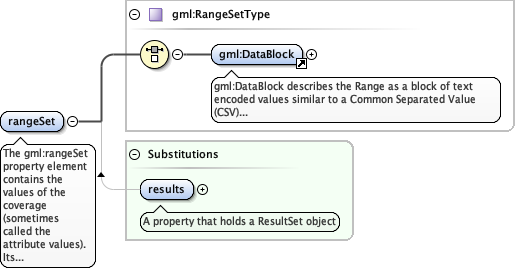 gml:RangeSetType
gml:DataBlock
gml:DataBlock describes the Range as a block of text
encoded values similar to a Common Separated Value
(CSV)...
rangeSet
The gml:rangeSet
property element
contains the
values of the
coverage
(sometimes
called the
attribute values).
Its...
Substitutions
results
A property that holds a ResultSet object